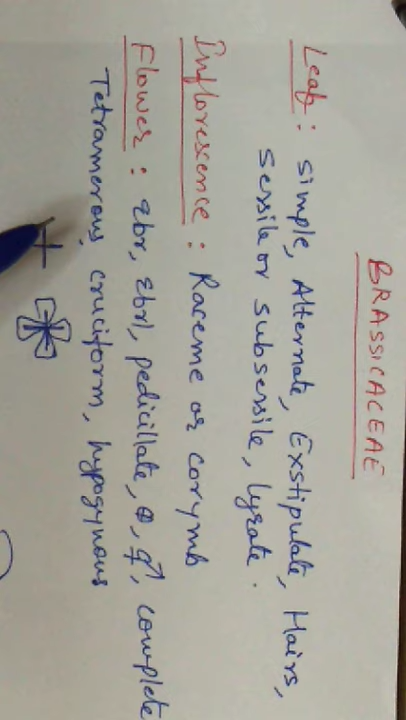 BRASSICACEAE
Leaf: Simple, Alternate, Exstipulate, Hairs,
Sessile or subsessile, lyrate.
Inflorescence: Raceme or corymb
Flower: Ebr, Ebrl, pedicillate, ⊕, ⚥, complete
Tetramerous, cruciform, hypogynous